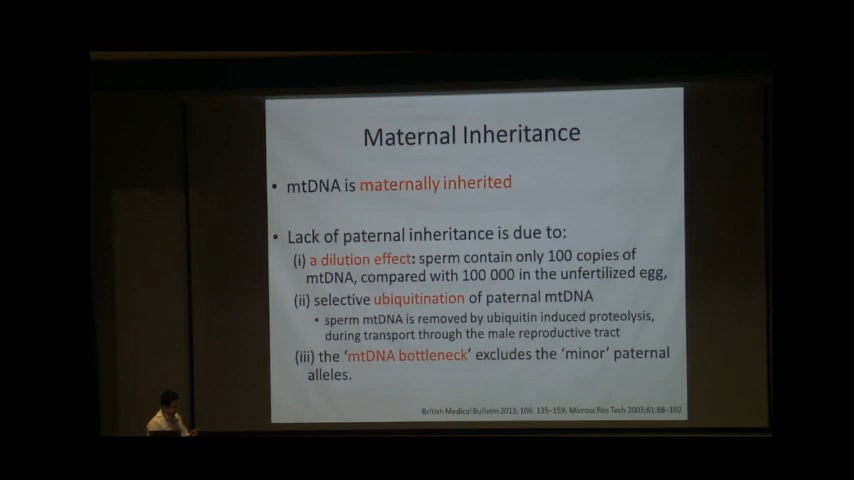 Maternal Inheritance
• mtDNA is maternally inherited
• Lack of paternal inheritance is due to:
(i) a dilution effect: sperm contain only 100 copies of
mtDNA, compared with 100 000 in the unfertilized egg,
(ii) selective ubiquitination of paternal mtDNA
• sperm mtDNA is removed by ubiquitin induced proteolysis,
during transport through the male reproductive tract
(iii) the ‘mtDNA bottleneck’ excludes the ‘minor’ paternal
alleles.
British Medical Bulletin 2013; 106: 135–159; Microsc Res Tech 2003;61:88–102